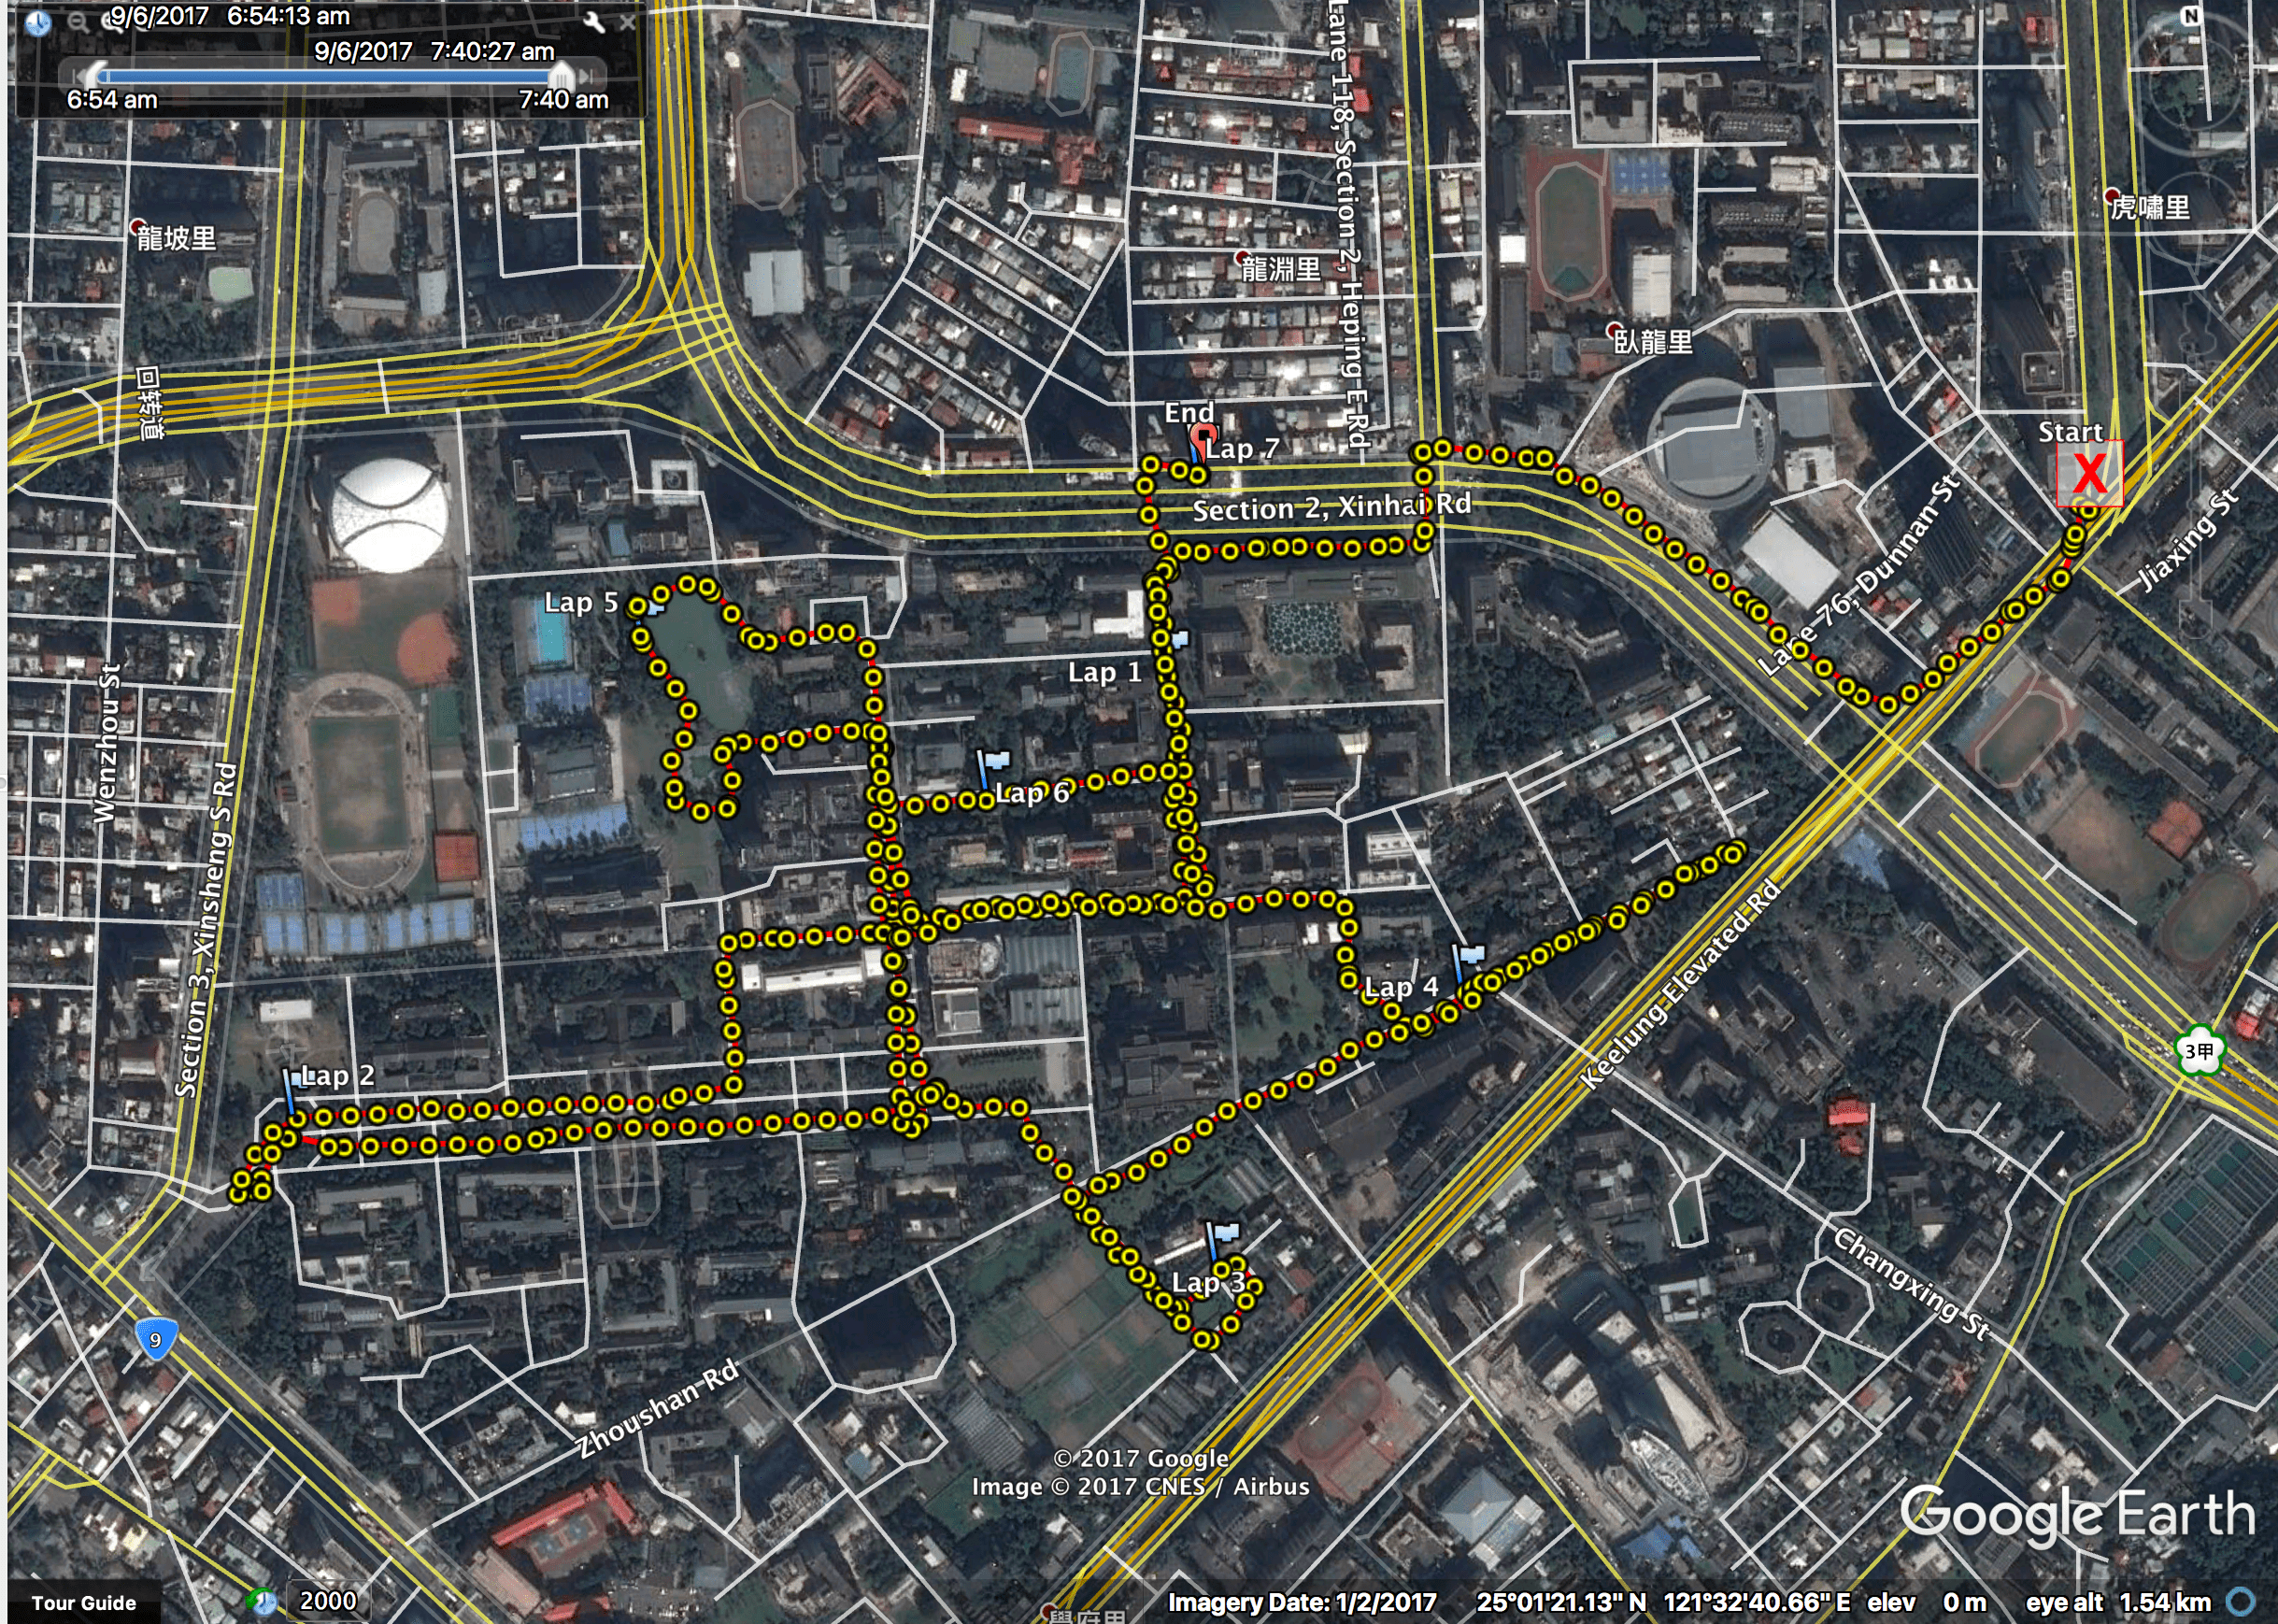 9/6/2017 6:54:13 am
9/6/2017 7:40:27 am
6:54 am
7:40 am
N
Lane 118, Section 2, Heping E Rd
虎嘯里
龍坡里
龍淵里
臥龍里
回转道
End
Lap 7
Start
X
Section 2, Xinhai Rd
Jiaxing St
Lane 76, Dunnan St
Lap 5
Lap 1
Wenzhou St
Lap 6
Section 3, Xinsheng S Rd
Keelung Elevated Rd
Lap 4
3甲
Lap 2
Lap 3
Changxing St
9
Zhoushan Rd
© 2017 Google
Image © 2017 CNES / Airbus
Google Earth
Tour Guide
2000
學府里
Imagery Date: 1/2/2017 25°01'21.13" N 121°32'40.66" E elev 0 m eye alt 1.54 km